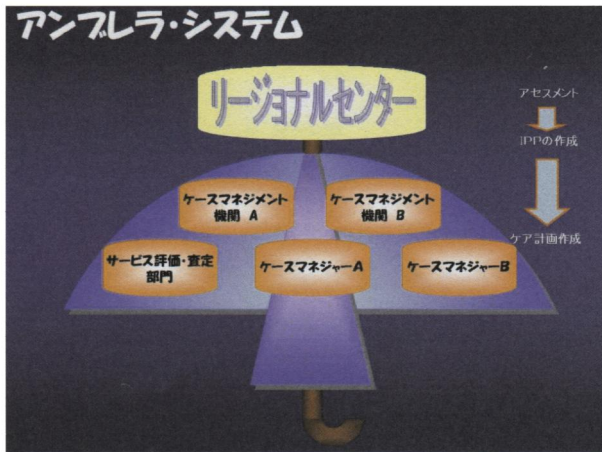 アンブレラ・システム
リージョナルセンター
アセスメント
IPPの作成
ケア計画作成
ケースマネジメント
機関 A
ケースマネジメント
機関 B
サービス評価・査定
部門
ケースマネジャーA
ケースマネジャーB